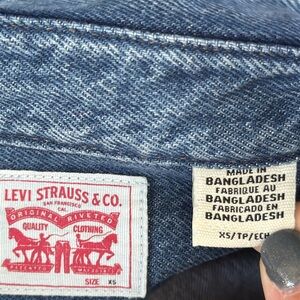 LEVI STRAUSS & CO.
SAN FRANCISCO
CAL.
ORIGINAL RIVETED
QUALITY CLOTHING
SIZE XS
MADE IN
BANGLADESH
FABRIQUE AU
BANGLADESH
FABRICADO EN
BANGLADESH
XS/TP/ECH